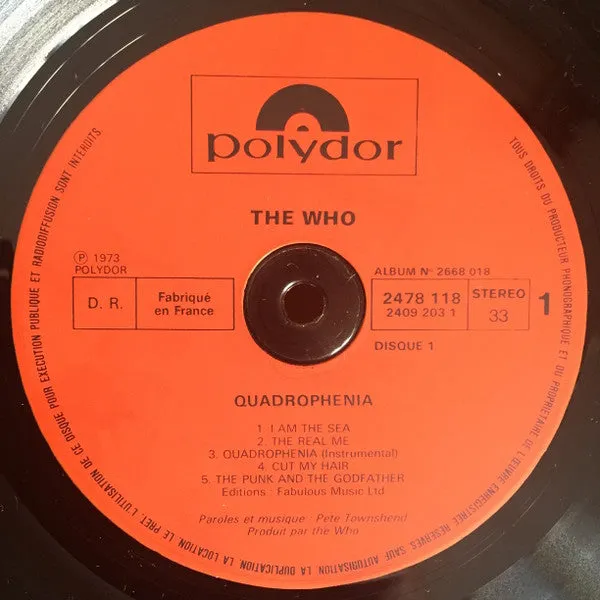 polydor
THE WHO
℗ 1973
POLYDOR
ALBUM N° 2668 018
D. R.
Fabriqué
en France
2478 118
2409 203 1
STEREO
33
1
DISQUE 1
QUADROPHENIA
1. I AM THE SEA
2. THE REAL ME
3. QUADROPHENIA (Instrumental)
4. CUT MY HAIR
5. THE PUNK AND THE GODFATHER
Editions : Fabulous Music Ltd
Paroles et musique : Pete Townshend
Produit par the Who
TOUS DROITS DU PRODUCTEUR PHONOGRAPHIQUE ET DU PROPRIETAIRE DE L'ŒUVRE ENREGISTREE RESERVES. SAUF AUTORISATION, LA DUPLICATION, LA LOCATION, LE PRET, L'UTILISATION DE CE DISQUE POUR EXECUTION PUBLIQUE ET RADIODIFFUSION SONT INTERDITS